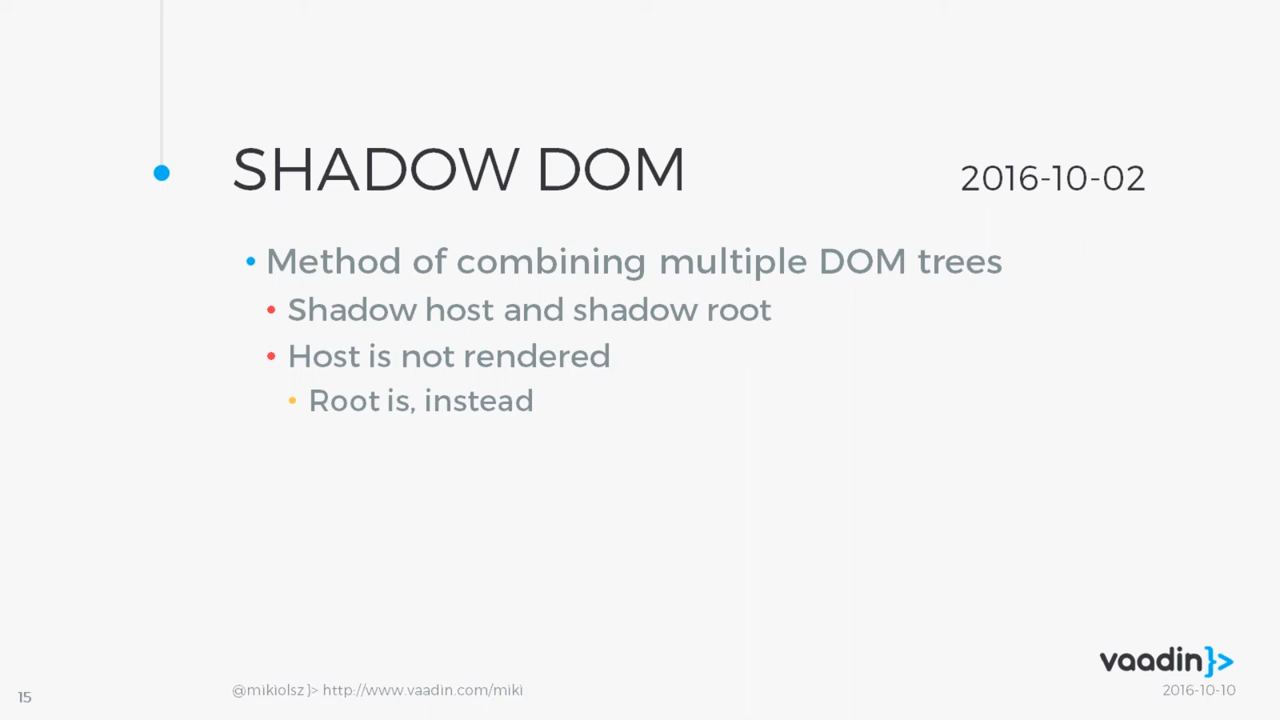 SHADOW DOM 2016-10-02
• Method of combining multiple DOM trees
• Shadow host and shadow root
• Host is not rendered
• Root is, instead
vaadin}>
15 @mikiolsz }> http://www.vaadin.com/miki 2016-10-10